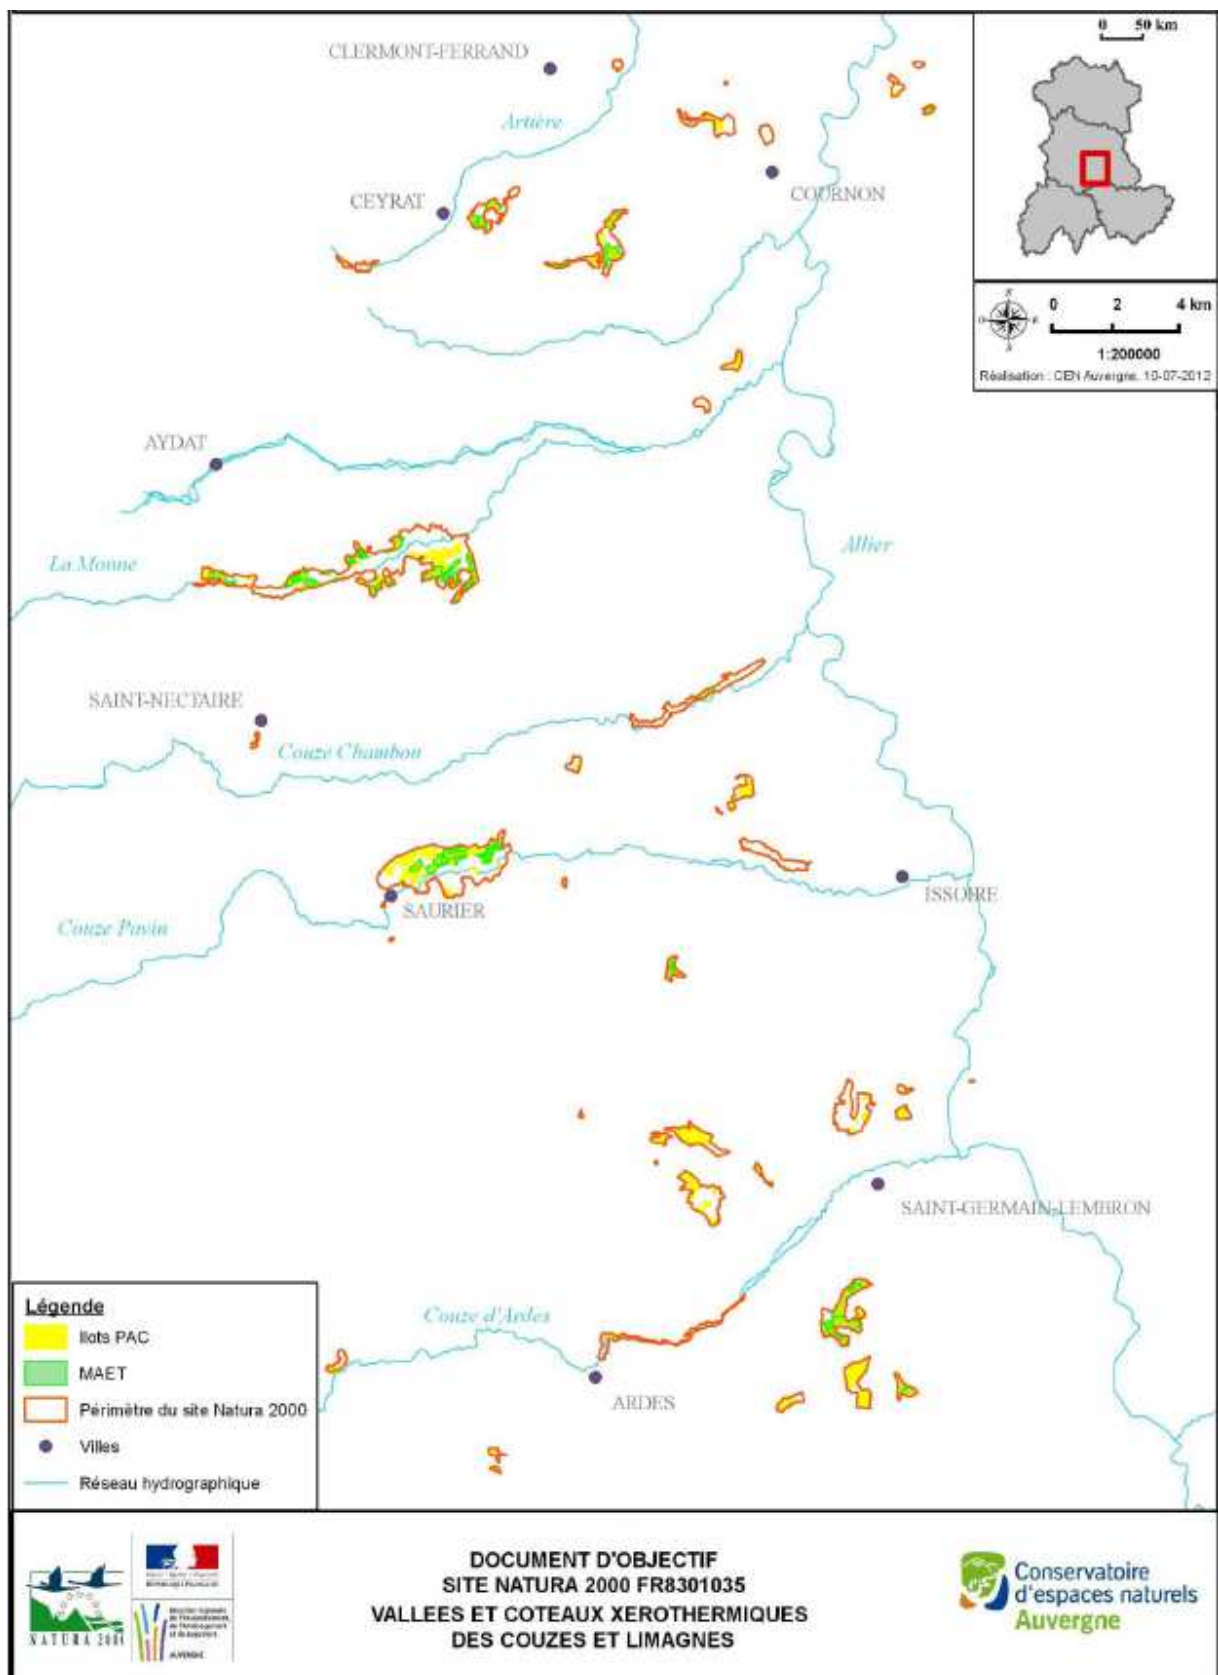 0 50 km
CLERMONT-FERRAND
Artière
CEYRAT
COURNON
0 2 4 km
1:200000
Réalisation : CEN Auvergne, 10-07-2012
AYDAT
La Monne
Allier
SAINT-NECTAIRE
Couze Chambon
SAURIER
ISSOIRE
Couze Pavin
SAINT-GERMAIN-LEMBRON
Couze d'Ardes
ARDES
Légende
Ilots PAC
MAET
Périmètre du site Natura 2000
Villes
Réseau hydrographique
NATURA 2000
RÉPUBLIQUE FRANÇAISE
AUVERGNE
DOCUMENT D'OBJECTIF
SITE NATURA 2000 FR8301035
VALLEES ET COTEAUX XEROTHERMIQUES
DES COUZES ET LIMAGNES
Conservatoire
d'espaces naturels
Auvergne